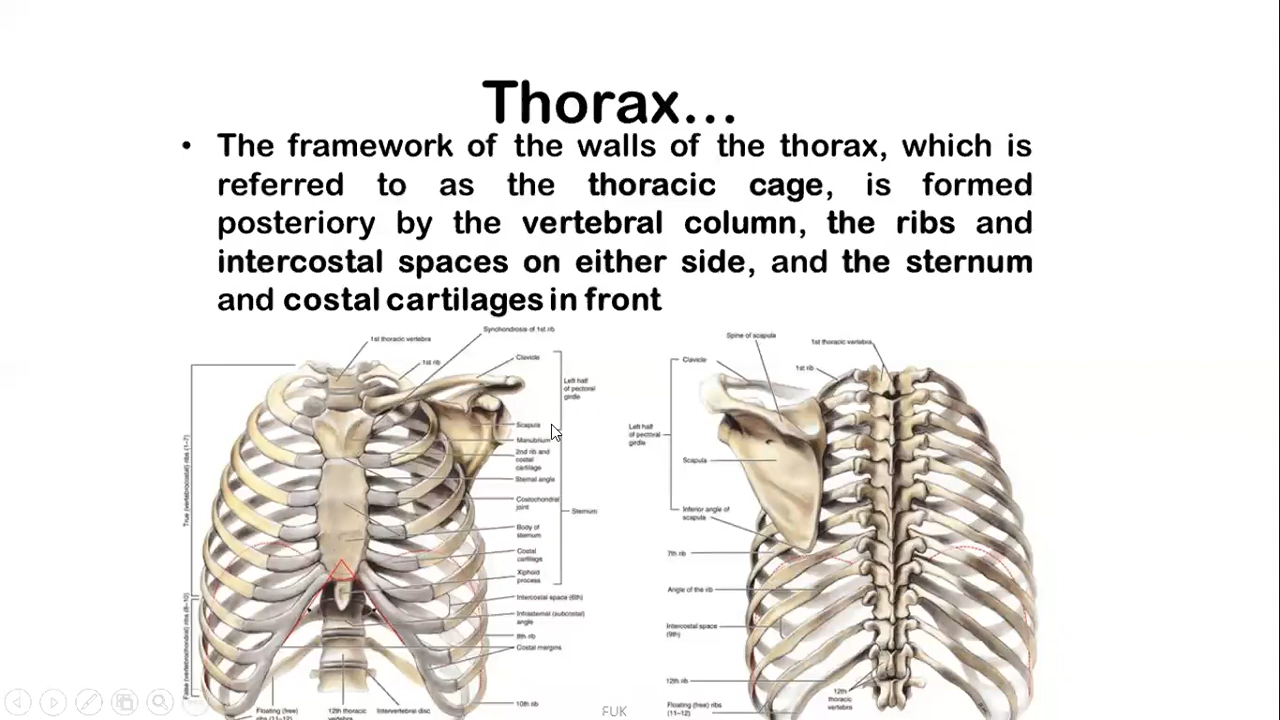 Thorax...
• The framework of the walls of the thorax, which is
referred to as the thoracic cage, is formed
posteriory by the vertebral column, the ribs and
intercostal spaces on either side, and the sternum
and costal cartilages in front
Synchondrosis of 1st rib
1st thoracic vertebra
1st rib
Clavicle
Left half
of pectoral
girdle
Scapula
Manubrium
2nd rib and
costal
cartilage
Sternal angle
Costochondral
joint
Sternum
Body of
sternum
Costal
cartilage
Xiphoid
process
Intercostal space (6th)
Infrasternal (subcostal)
angle
8th rib
Costal margins
10th rib
True (vertebrocostal) ribs (1–7)
False (vertebrochondral) ribs (8–10)
Floating (free)
ribs (11–12)
12th thoracic
vertebra
Intervertebral disc
Spine of scapula
1st thoracic vertebra
Clavicle
1st rib
Left half
of pectoral
girdle
Scapula
Inferior angle of
scapula
7th rib
Angle of the rib
Intercostal space
(9th)
12th rib
12th
thoracic
vertebra
Floating (free) ribs
(11–12)
FUK